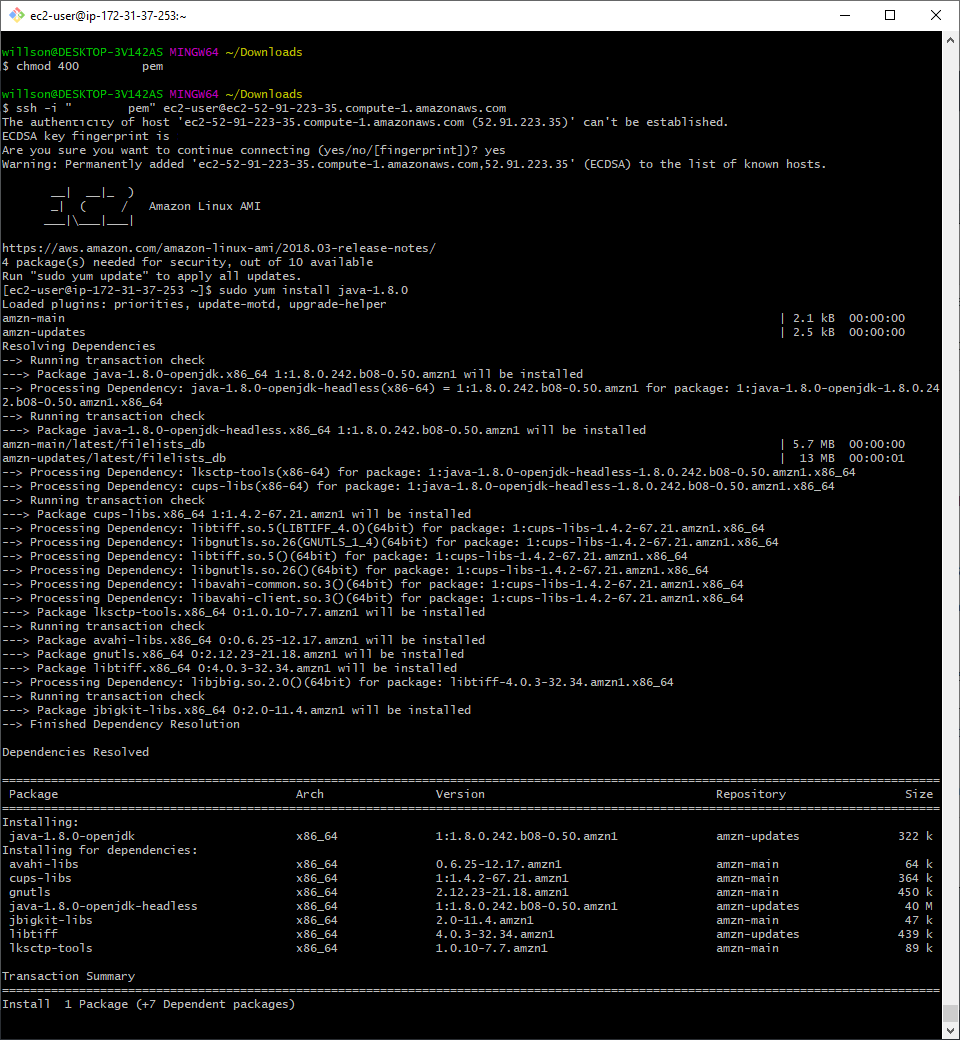 ec2-user@ip-172-31-37-253:~
willson@DESKTOP-3V142AS MINGW64 ~/Downloads
$ chmod 400 pem
willson@DESKTOP-3V142AS MINGW64 ~/Downloads
$ ssh -i " pem" ec2-user@ec2-52-91-223-35.compute-1.amazonaws.com
The authenticity of host 'ec2-52-91-223-35.compute-1.amazonaws.com (52.91.223.35)' can't be established.
ECDSA key fingerprint is
Are you sure you want to continue connecting (yes/no/[fingerprint])? yes
Warning: Permanently added 'ec2-52-91-223-35.compute-1.amazonaws.com,52.91.223.35' (ECDSA) to the list of known hosts.
       __|  __|_  )
       _|  (     /   Amazon Linux AMI
      ___|\___|___|
https://aws.amazon.com/amazon-linux-ami/2018.03-release-notes/
4 package(s) needed for security, out of 10 available
Run "sudo yum update" to apply all updates.
[ec2-user@ip-172-31-37-253 ~]$ sudo yum install java-1.8.0
Loaded plugins: priorities, update-motd, upgrade-helper
amzn-main | 2.1 kB 00:00:00
amzn-updates | 2.5 kB 00:00:00
Resolving Dependencies
--> Running transaction check
---> Package java-1.8.0-openjdk.x86_64 1:1.8.0.242.b08-0.50.amzn1 will be installed
--> Processing Dependency: java-1.8.0-openjdk-headless(x86-64) = 1:1.8.0.242.b08-0.50.amzn1 for package: 1:java-1.8.0-openjdk-1.8.0.24
2.b08-0.50.amzn1.x86_64
--> Running transaction check
---> Package java-1.8.0-openjdk-headless.x86_64 1:1.8.0.242.b08-0.50.amzn1 will be installed
amzn-main/latest/filelists_db | 5.7 MB 00:00:00
amzn-updates/latest/filelists_db | 13 MB 00:00:01
--> Processing Dependency: lksctp-tools(x86-64) for package: 1:java-1.8.0-openjdk-headless-1.8.0.242.b08-0.50.amzn1.x86_64
--> Processing Dependency: cups-libs(x86-64) for package: 1:java-1.8.0-openjdk-headless-1.8.0.242.b08-0.50.amzn1.x86_64
--> Running transaction check
---> Package cups-libs.x86_64 1:1.4.2-67.21.amzn1 will be installed
--> Processing Dependency: libtiff.so.5(LIBTIFF_4.0)(64bit) for package: 1:cups-libs-1.4.2-67.21.amzn1.x86_64
--> Processing Dependency: libgnutls.so.26(GNUTLS_1_4)(64bit) for package: 1:cups-libs-1.4.2-67.21.amzn1.x86_64
--> Processing Dependency: libtiff.so.5()(64bit) for package: 1:cups-libs-1.4.2-67.21.amzn1.x86_64
--> Processing Dependency: libgnutls.so.26()(64bit) for package: 1:cups-libs-1.4.2-67.21.amzn1.x86_64
--> Processing Dependency: libavahi-common.so.3()(64bit) for package: 1:cups-libs-1.4.2-67.21.amzn1.x86_64
--> Processing Dependency: libavahi-client.so.3()(64bit) for package: 1:cups-libs-1.4.2-67.21.amzn1.x86_64
---> Package lksctp-tools.x86_64 0:1.0.10-7.7.amzn1 will be installed
--> Running transaction check
---> Package avahi-libs.x86_64 0:0.6.25-12.17.amzn1 will be installed
---> Package gnutls.x86_64 0:2.12.23-21.18.amzn1 will be installed
---> Package libtiff.x86_64 0:4.0.3-32.34.amzn1 will be installed
--> Processing Dependency: libjbig.so.2.0()(64bit) for package: libtiff-4.0.3-32.34.amzn1.x86_64
--> Running transaction check
---> Package jbigkit-libs.x86_64 0:2.0-11.4.amzn1 will be installed
--> Finished Dependency Resolution
Dependencies Resolved
Package Arch Version Repository Size
Installing:
java-1.8.0-openjdk x86_64 1:1.8.0.242.b08-0.50.amzn1 amzn-updates 322 k
Installing for dependencies:
avahi-libs x86_64 0.6.25-12.17.amzn1 amzn-main 64 k
cups-libs x86_64 1:1.4.2-67.21.amzn1 amzn-main 364 k
gnutls x86_64 2.12.23-21.18.amzn1 amzn-main 450 k
java-1.8.0-openjdk-headless x86_64 1:1.8.0.242.b08-0.50.amzn1 amzn-updates 40 M
jbigkit-libs x86_64 2.0-11.4.amzn1 amzn-main 47 k
libtiff x86_64 4.0.3-32.34.amzn1 amzn-updates 439 k
lksctp-tools x86_64 1.0.10-7.7.amzn1 amzn-main 89 k
Transaction Summary
Install 1 Package (+7 Dependent packages)